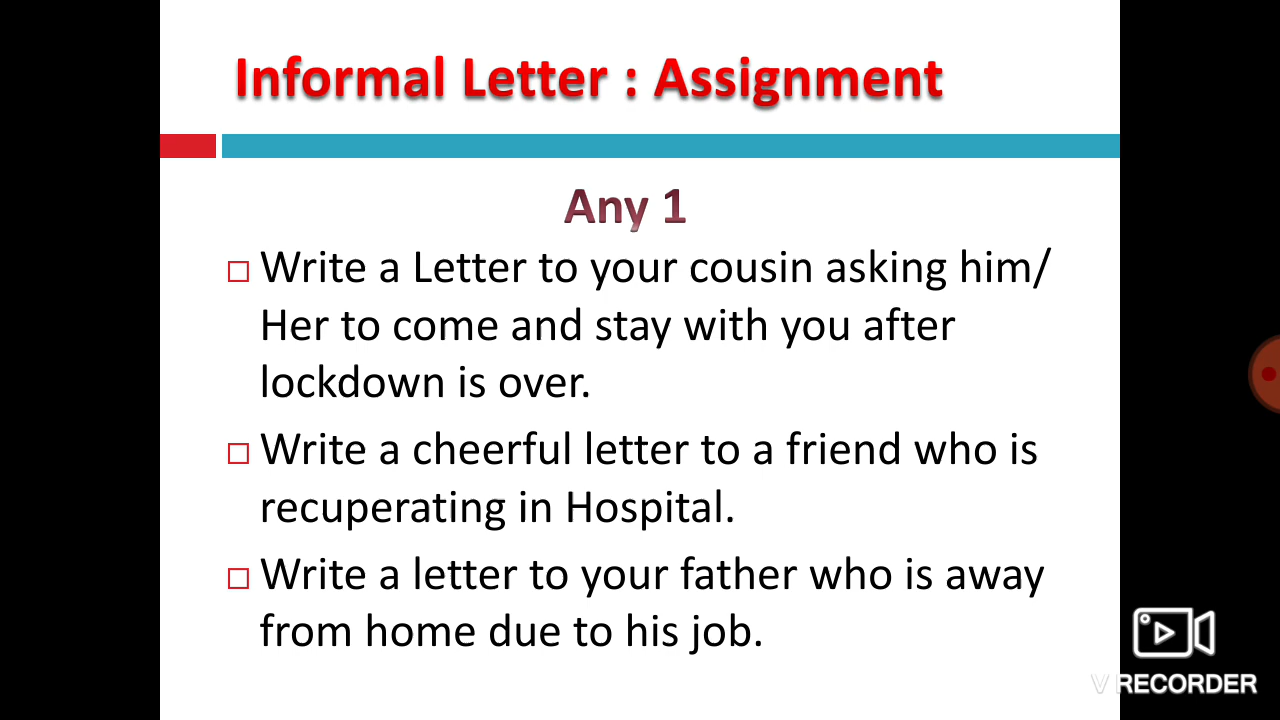 Informal Letter : Assignment
Any 1
Write a Letter to your cousin asking him/
Her to come and stay with you after
lockdown is over.
Write a cheerful letter to a friend who is
recuperating in Hospital.
Write a letter to your father who is away
from home due to his job.
V RECORDER